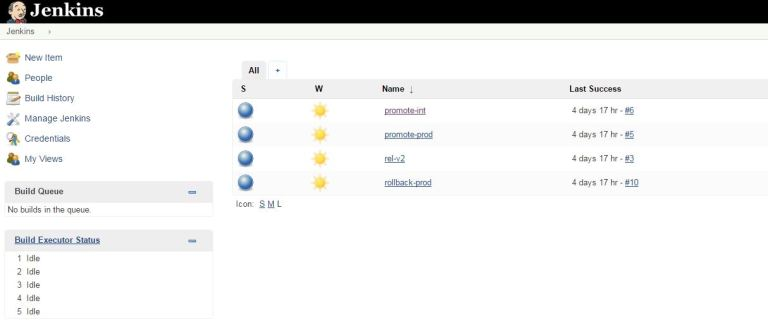 Jenkins
Jenkins ›
New Item
People
Build History
Manage Jenkins
Credentials
My Views
Build Queue
No builds in the queue.
Build Executor Status
1 Idle
2 Idle
3 Idle
4 Idle
5 Idle
All +
S W Name ↓ Last Success
promote-int 4 days 17 hr - #6
promote-prod 4 days 17 hr - #5
rel-v2 4 days 17 hr - #3
rollback-prod 4 days 17 hr - #10
Icon: S M L